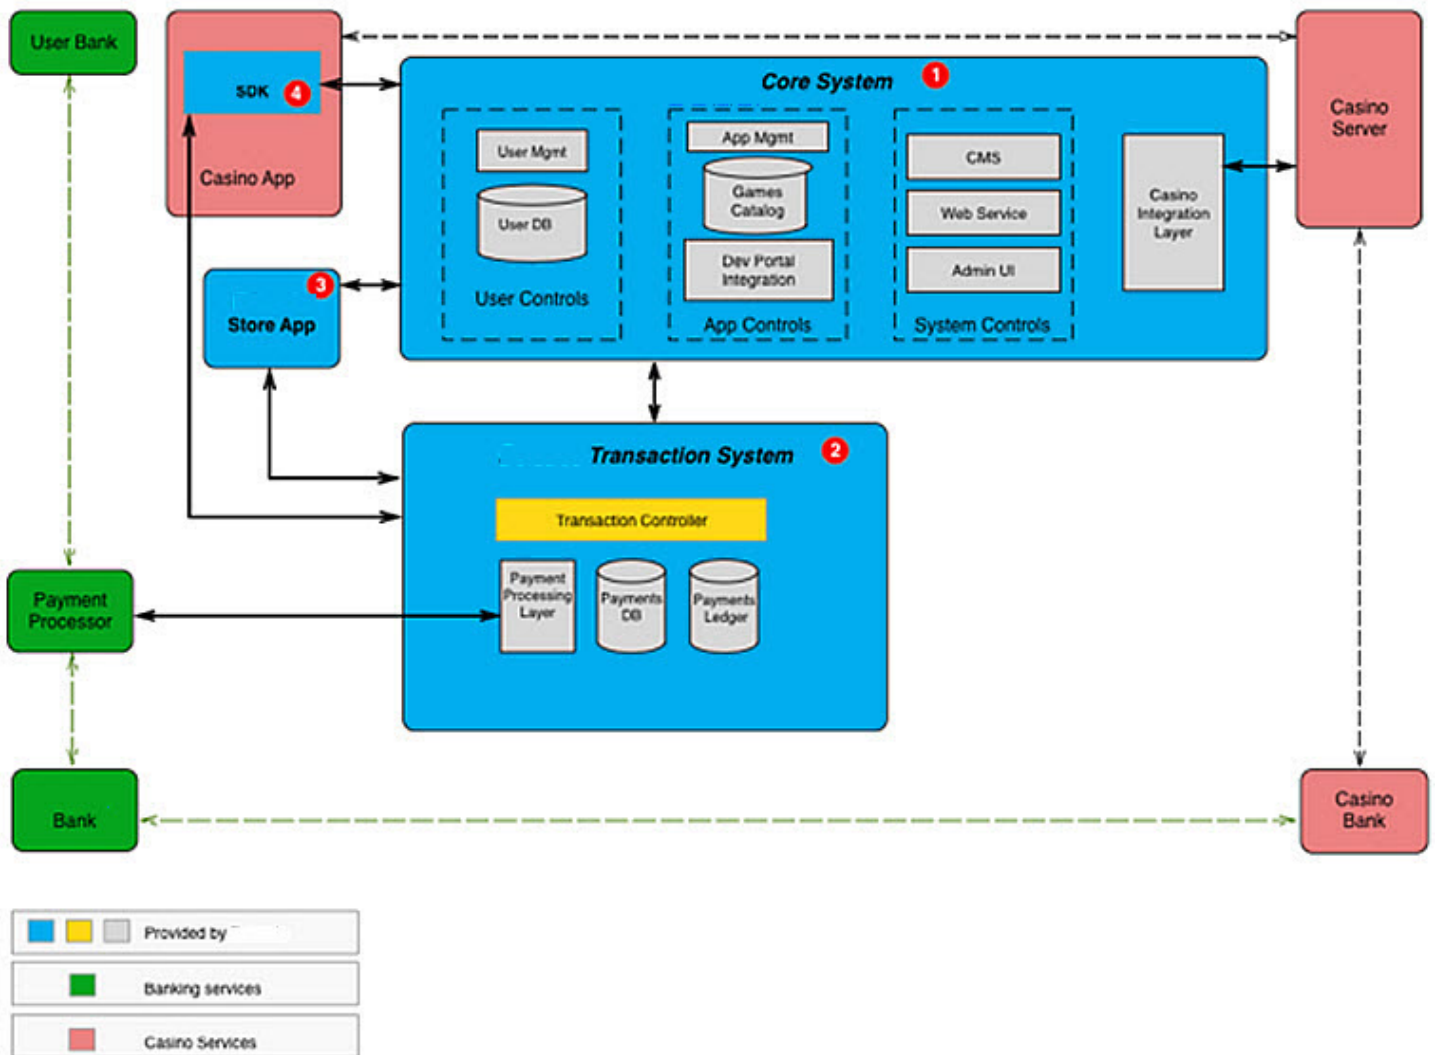 User Bank
SDK
4
Casino App
Core System
1
User Mgmt
User DB
User Controls
App Mgmt
Games
Catalog
Dev Portal
Integration
App Controls
CMS
Web Service
Admin UI
System Controls
Casino
Integration
Layer
Casino
Server
3
Store App
Transaction System
2
Transaction Controller
Payment
Processing
Layer
Payments
DB
Payments
Ledger
Payment
Processor
Bank
Casino
Bank
Provided by
Banking services
Casino Services